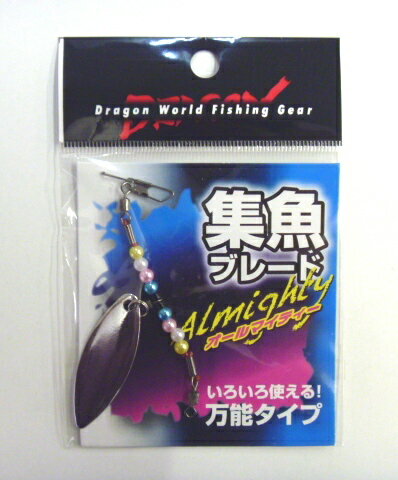 DRAGON
Dragon World Fishing Gear
集魚
ブレード
Almighty
オールマイティー
いろいろ使える!
万能タイプ